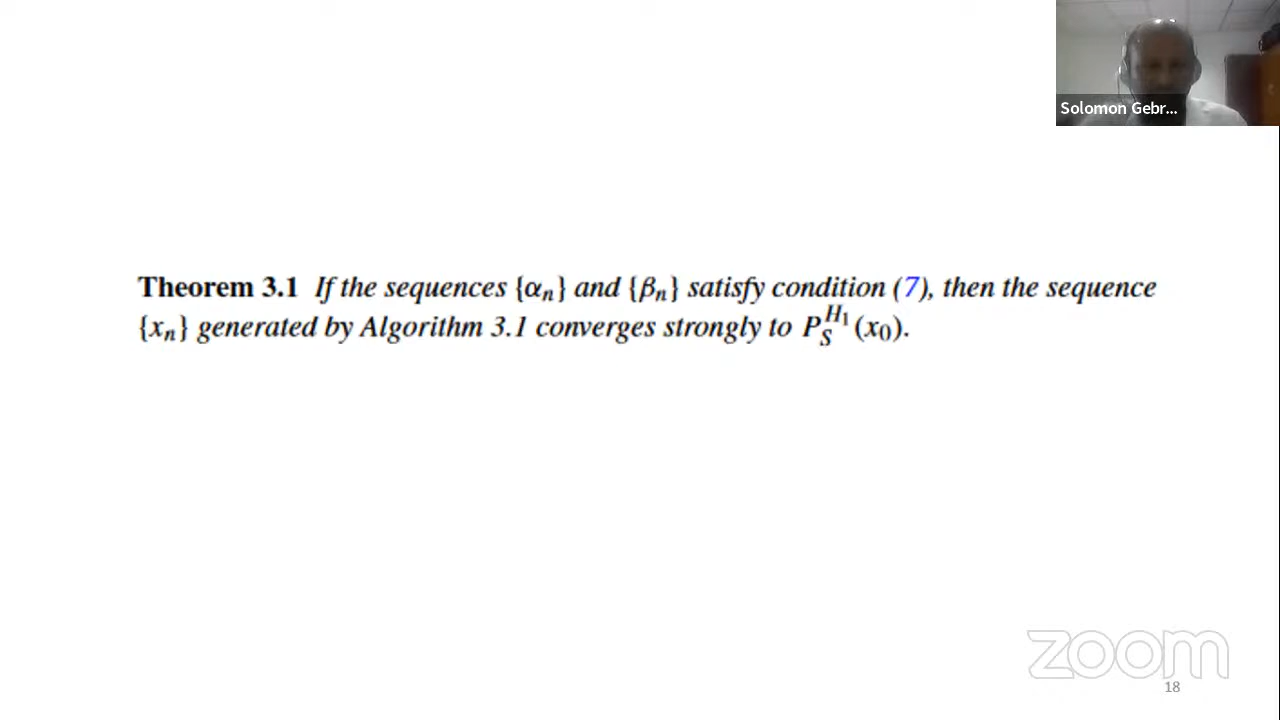 Solomon Gebr...
Theorem 3.1 If the sequences {αn} and {βn} satisfy condition (7), then the sequence
{xn} generated by Algorithm 3.1 converges strongly to P_S^{H1}(x0).
zoom
18